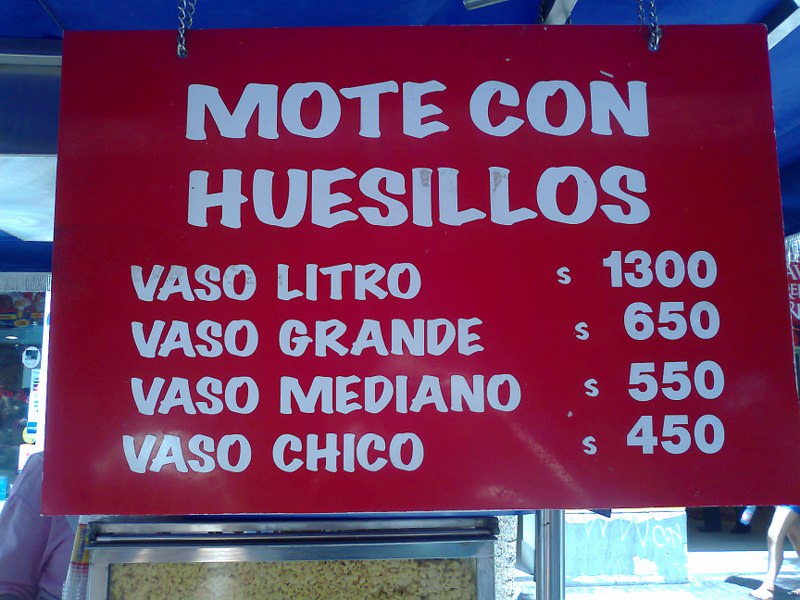 MOTE CON
HUESILLOS
VASO LITRO $ 1300
VASO GRANDE $ 650
VASO MEDIANO $ 550
VASO CHICO $ 450